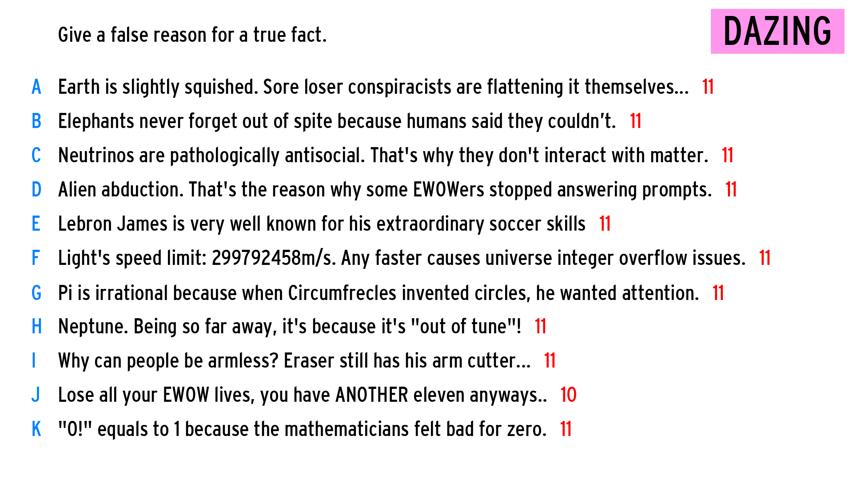 Give a false reason for a true fact.
DAZING
A Earth is slightly squished. Sore loser conspiracists are flattening it themselves... 11
B Elephants never forget out of spite because humans said they couldn't. 11
C Neutrinos are pathologically antisocial. That's why they don't interact with matter. 11
D Alien abduction. That's the reason why some EWOWers stopped answering prompts. 11
E Lebron James is very well known for his extraordinary soccer skills 11
F Light's speed limit: 299792458m/s. Any faster causes universe integer overflow issues. 11
G Pi is irrational because when Circumfrecles invented circles, he wanted attention. 11
H Neptune. Being so far away, it's because it's "out of tune"! 11
I Why can people be armless? Eraser still has his arm cutter... 11
J Lose all your EWOW lives, you have ANOTHER eleven anyways.. 10
K "0!" equals to 1 because the mathematicians felt bad for zero. 11